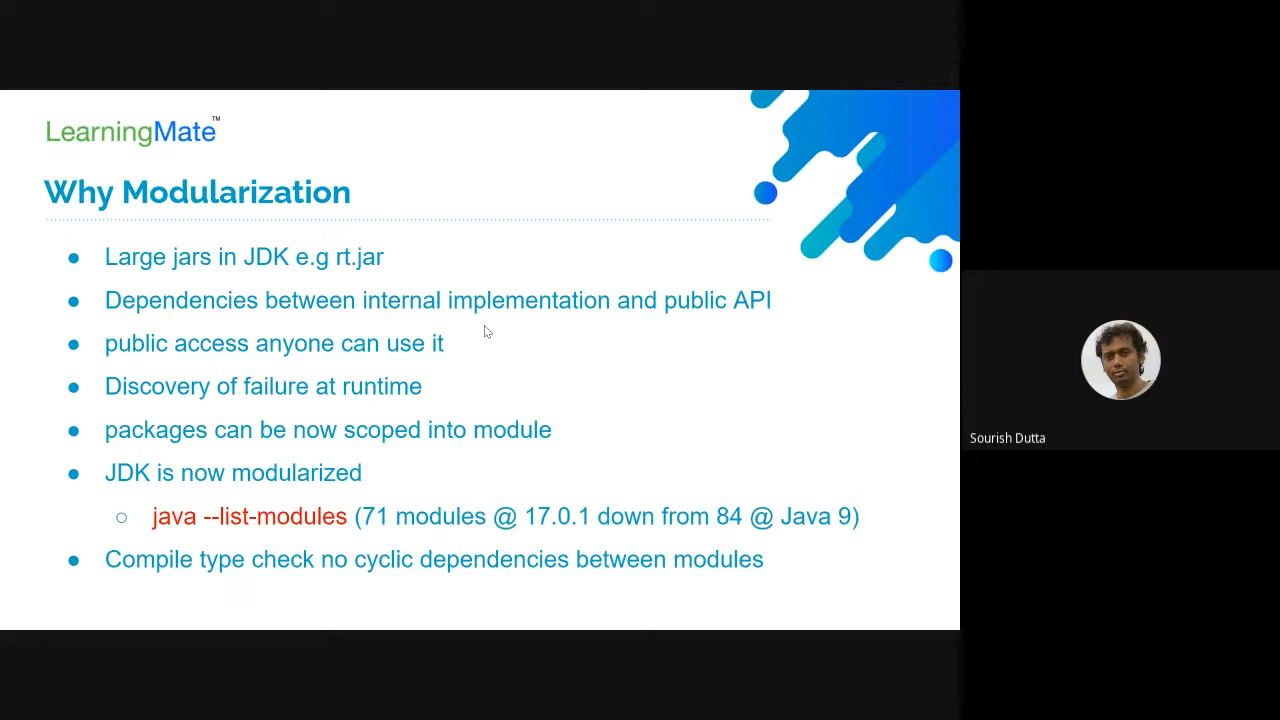 LearningMate™
Why Modularization
● Large jars in JDK e.g rt.jar
● Dependencies between internal implementation and public API
● public access anyone can use it
● Discovery of failure at runtime
● packages can be now scoped into module
● JDK is now modularized
○ java --list-modules (71 modules @ 17.0.1 down from 84 @ Java 9)
● Compile type check no cyclic dependencies between modules
Sourish Dutta